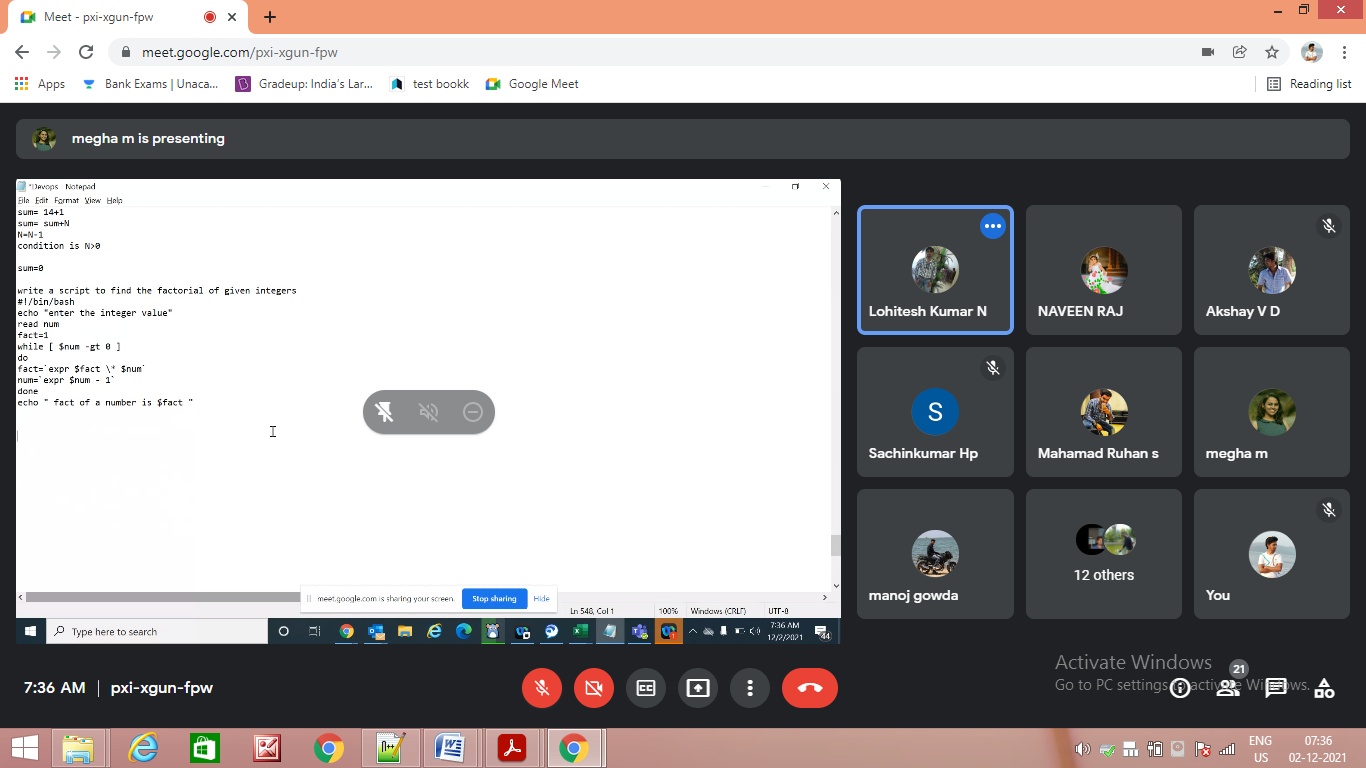 Meet - pxi-xgun-fpw
meet.google.com/pxi-xgun-fpw
Apps
Bank Exams | Unaca...
Gradeup: India's Lar...
test bookk
Google Meet
Reading list
megha m is presenting
*Devops - Notepad
File Edit Format View Help
sum= 14+1
sum= sum+N
N=N-1
condition is N>0
sum=0
write a script to find the factorial of given integers
#!/bin/bash
echo "enter the integer value"
read num
fact=1
while [ $num -gt 0 ]
do
fact=`expr $fact \* $num`
num=`expr $num - 1`
done
echo " fact of a number is $fact "
meet.google.com is sharing your screen.
Stop sharing
Hide
Ln 548, Col 1
100%
Windows (CRLF)
UTF-8
Type here to search
7:36 AM
12/2/2021
44
Lohitesh Kumar N
NAVEEN RAJ
Akshay V D
S
Sachinkumar Hp
Mahamad Ruhan s
megha m
manoj gowda
12 others
You
7:36 AM | pxi-xgun-fpw
Activate Windows
Go to PC settings to activate Windows.
21
ENG
US
07:36
02-12-2021